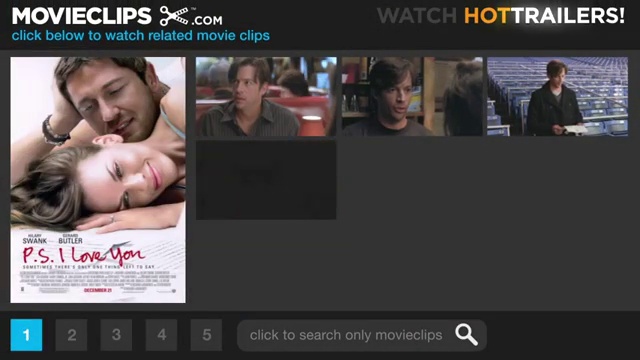 MOVIECLIPS .COM
WATCH HOTTRAILERS!
click below to watch related movie clips
HILARY SWANK
GERARD BUTLER
P.S. I Love You
SOMETIMES THERE'S ONLY ONE THING LEFT TO SAY.
DECEMBER 21
1 2 3 4 5
click to search only movieclips